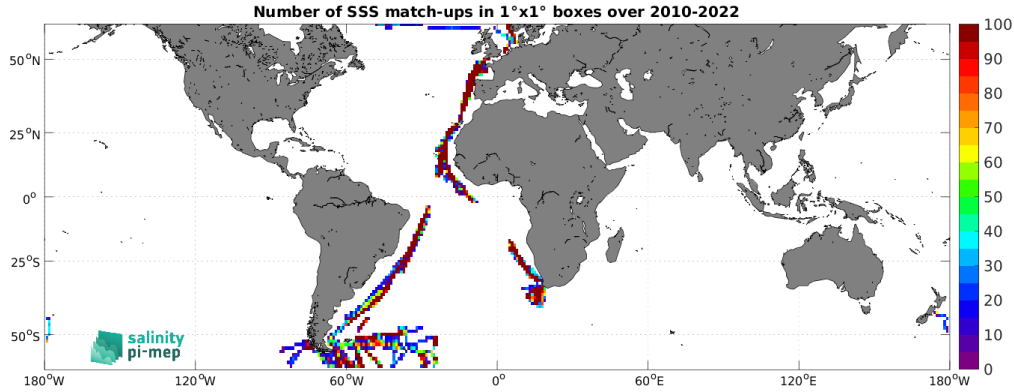 Number of SSS match-ups in 1°x1° boxes over 2010-2022
50°N
25°N
0°
25°S
50°S
180°W
120°W
60°W
0°
60°E
120°E
180°W
100
90
80
70
60
50
40
30
20
10
0
salinity
pi-mep